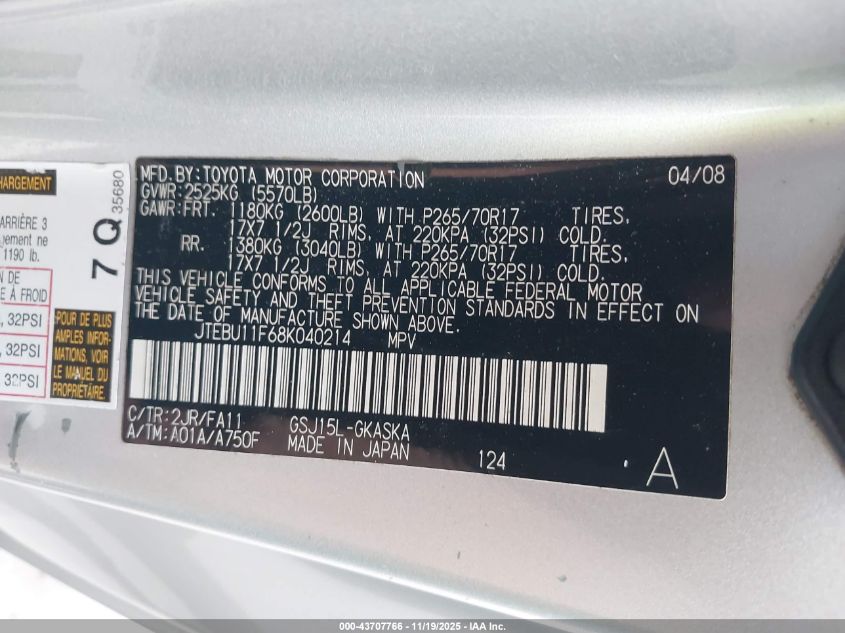 CHARGEMENT
ARRIÈRE 3
uement ne
1190 lb.
7 Q 35680
N DE
E À FROID
, 32PSI
, 32PSI
32PSI
POUR DE PLUS
AMPLES INFOR-
MATIONS, VOIR
LE MANUEL DU
PROPRIÉTAIRE.
MFD.BY:TOYOTA MOTOR CORPORATION 04/08
GVWR:2525KG (5570LB)
GAWR:FRT. 1180KG (2600LB) WITH P265/70R17 TIRES,
17X7 1/2J RIMS, AT 220KPA (32PSI) COLD.
RR. 1380KG (3040LB) WITH P265/70R17 TIRES,
17X7 1/2J RIMS, AT 220KPA (32PSI) COLD.
THIS VEHICLE CONFORMS TO ALL APPLICABLE FEDERAL MOTOR
VEHICLE SAFETY AND THEFT PREVENTION STANDARDS IN EFFECT ON
THE DATE OF MANUFACTURE SHOWN ABOVE.
JTEBU11F68K040214 MPV
C/TR:2JR/FA11 GSJ15L-GKASKA
A/TM:A01A/A750F MADE IN JAPAN
124 A
000-43707766 - 11/19/2025 - IAA Inc.